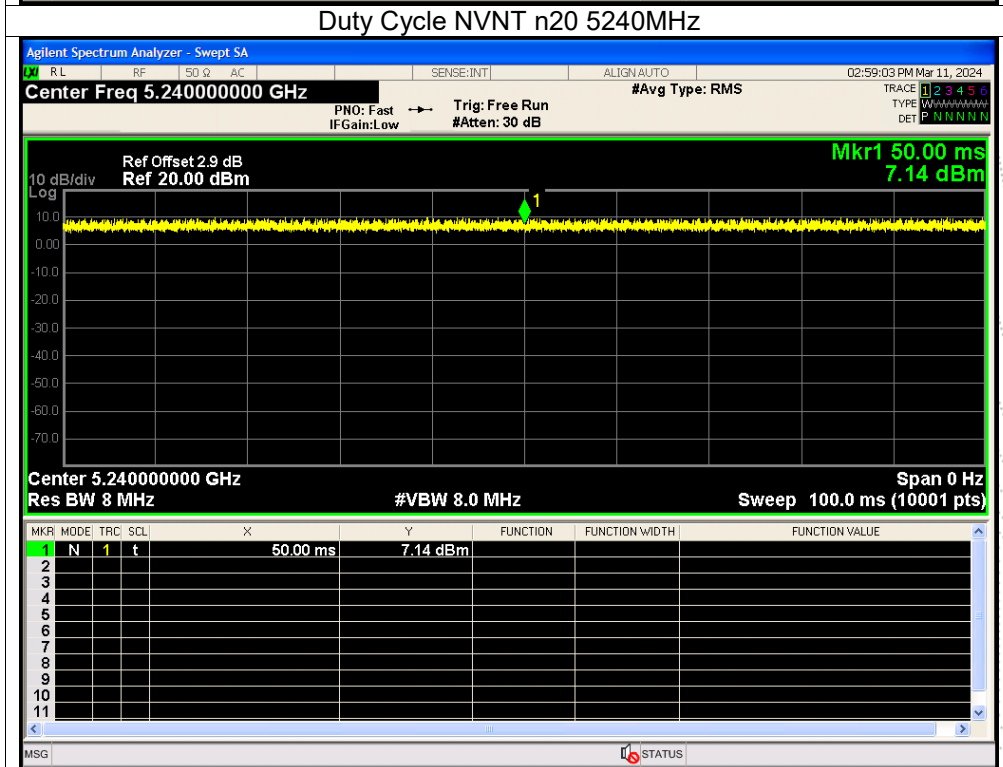 Duty Cycle NVNT n20 5240MHz
Agilent Spectrum Analyzer - Swept SA
LXI RL RF 50 Ω AC SENSE:INT ALIGN AUTO 02:59:03 PM Mar 11, 2024
Center Freq 5.240000000 GHz #Avg Type: RMS TRACE 1 2 3 4 5 6
PNO: Fast Trig: Free Run TYPE WWWWWW
IFGain:Low #Atten: 30 dB DET P N N N N N
Mkr1 50.00 ms
Ref Offset 2.9 dB
10 dB/div Ref 20.00 dBm 7.14 dBm
Log
1
10.0
0.00
-10.0
-20.0
-30.0
-40.0
-50.0
-60.0
-70.0
Center 5.240000000 GHz Span 0 Hz
Res BW 8 MHz #VBW 8.0 MHz Sweep 100.0 ms (10001 pts)
MKR MODE TRC SCL X Y FUNCTION FUNCTION WIDTH FUNCTION VALUE
1 N 1 t 50.00 ms 7.14 dBm
2
3
4
5
6
7
8
9
10
11
MSG STATUS